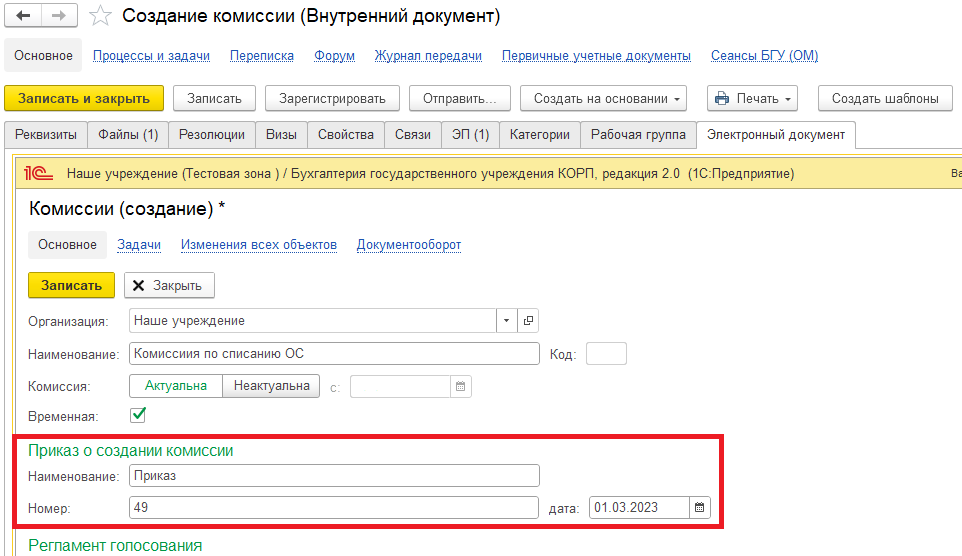 Создание комиссии (Внутренний документ)
Основное Процессы и задачи Переписка Форум Журнал передачи Первичные учетные документы Сеансы БГУ (ОМ)
Записать и закрыть Записать Зарегистрировать Отправить... Создать на основании Печать Создать шаблоны
Реквизиты Файлы (1) Резолюции Визы Свойства Связи ЭП (1) Категории Рабочая группа Электронный документ
1С Наше учреждение (Тестовая зона ) / Бухгалтерия государственного учреждения КОРП, редакция 2.0 (1С:Предприятие) Ва
Комиссии (создание) *
Основное Задачи Изменения всех объектов Документооборот
Записать Закрыть
Организация: Наше учреждение
Наименование: Комиссиия по списанию ОС Код:
Комиссия: Актуальна Неактуальна с:
Временная:
Приказ о создании комиссии
Наименование: Приказ
Номер: 49 дата: 01.03.2023
Регламент голосования